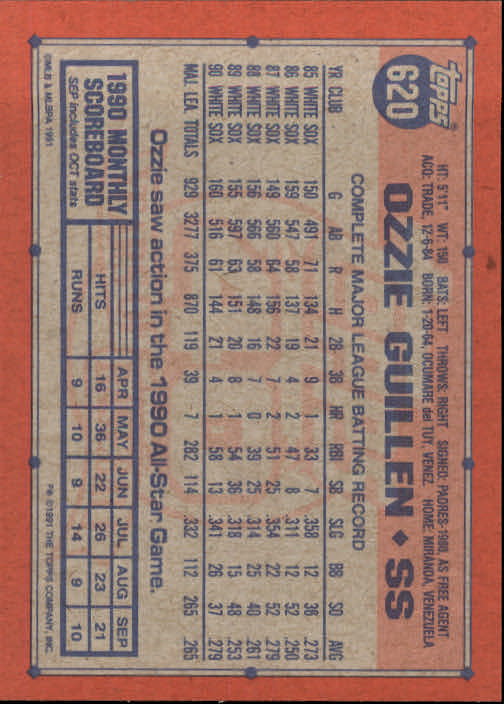 topps®
620
HT: 5'11" WT: 150 BATS: LEFT THROWS: RIGHT SIGNED: PADRES-1980, AS FREE AGENT
ACQ: TRADE, 12-6-84 BORN: 1-20-64, OCUMARE del TUY, VENEZ. HOME: MIRANDA, VENEZUELA
OZZIE GUILLEN ♦ SS
COMPLETE MAJOR LEAGUE BATTING RECORD
YR CLUB G AB R H 2B 3B HR RBI SB SLG BB SO AVG
85 WHITE SOX 150 491 71 134 21 9 1 33 7 .358 12 36 .273
86 WHITE SOX 159 547 58 137 19 4 2 47 8 .311 12 52 .250
87 WHITE SOX 149 560 64 156 22 7 2 51 25 .354 22 52 .279
88 WHITE SOX 156 566 58 148 16 7 0 39 25 .314 25 40 .261
89 WHITE SOX 155 597 63 151 20 8 1 54 36 .318 15 48 .253
90 WHITE SOX 160 516 61 144 21 4 1 58 13 .341 26 37 .279
MAJ. LEA. TOTALS 929 3277 375 870 119 39 7 282 114 .332 112 265 .265
Ozzie saw action in the 1990 All-Star Game.
1990 MONTHLY
SCOREBOARD
SEP includes OCT stats
APR MAY JUN JUL AUG SEP
HITS 16 36 22 26 23 21
RUNS 9 10 9 14 9 10
©MLB & MLBPA 1991
P# ©1991 THE TOPPS COMPANY, INC.